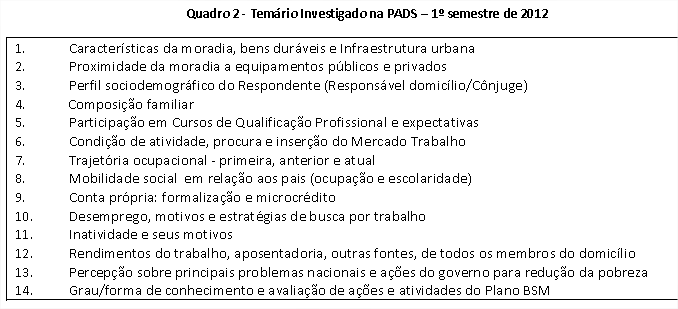 Quadro 2 - Temário Investigado na PADS – 1º semestre de 2012
1. Características da moradia, bens duráveis e Infraestrutura urbana
2. Proximidade da moradia a equipamentos públicos e privados
3. Perfil sociodemográfico do Respondente (Responsável domicílio/Cônjuge)
4. Composição familiar
5. Participação em Cursos de Qualificação Profissional e expectativas
6. Condição de atividade, procura e inserção do Mercado Trabalho
7. Trajetória ocupacional - primeira, anterior e atual
8. Mobilidade social em relação aos pais (ocupação e escolaridade)
9. Conta própria: formalização e microcrédito
10. Desemprego, motivos e estratégias de busca por trabalho
11. Inatividade e seus motivos
12. Rendimentos do trabalho, aposentadoria, outras fontes, de todos os membros do domicílio
13. Percepção sobre principais problemas nacionais e ações do governo para redução da pobreza
14. Grau/forma de conhecimento e avaliação de ações e atividades do Plano BSM